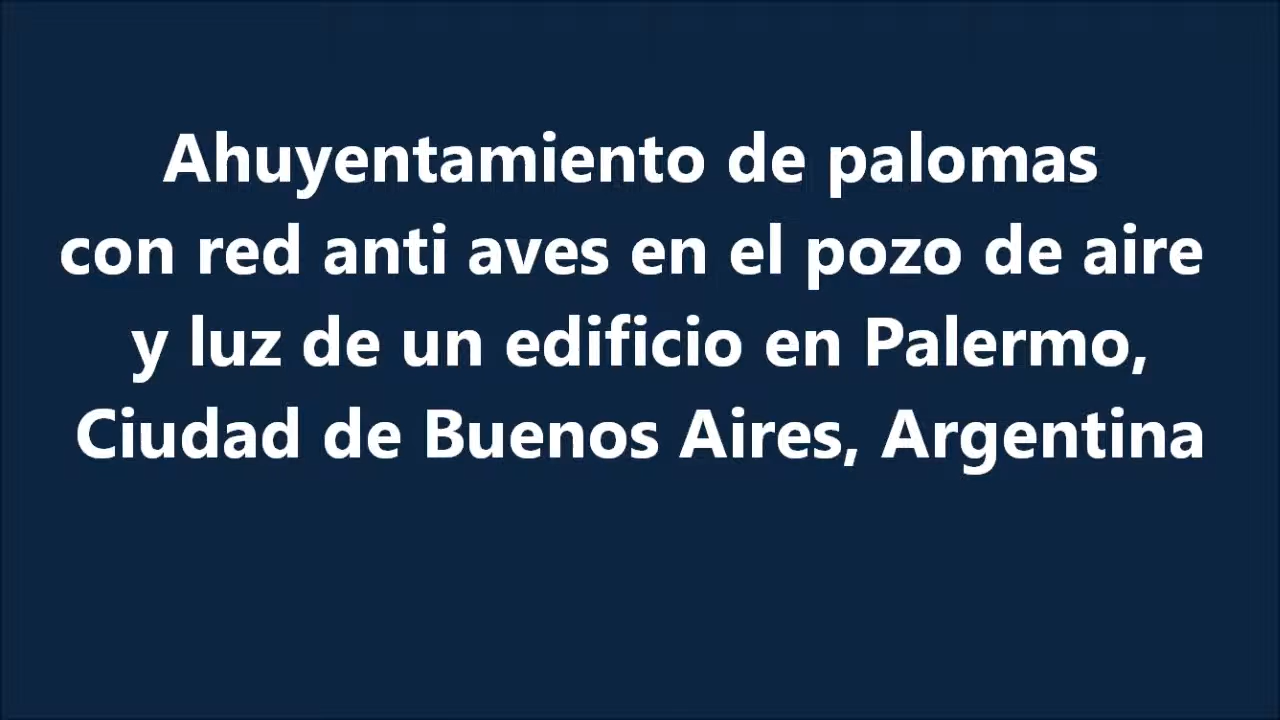 Ahuyentamiento de palomas
con red anti aves en el pozo de aire
y luz de un edificio en Palermo,
Ciudad de Buenos Aires, Argentina